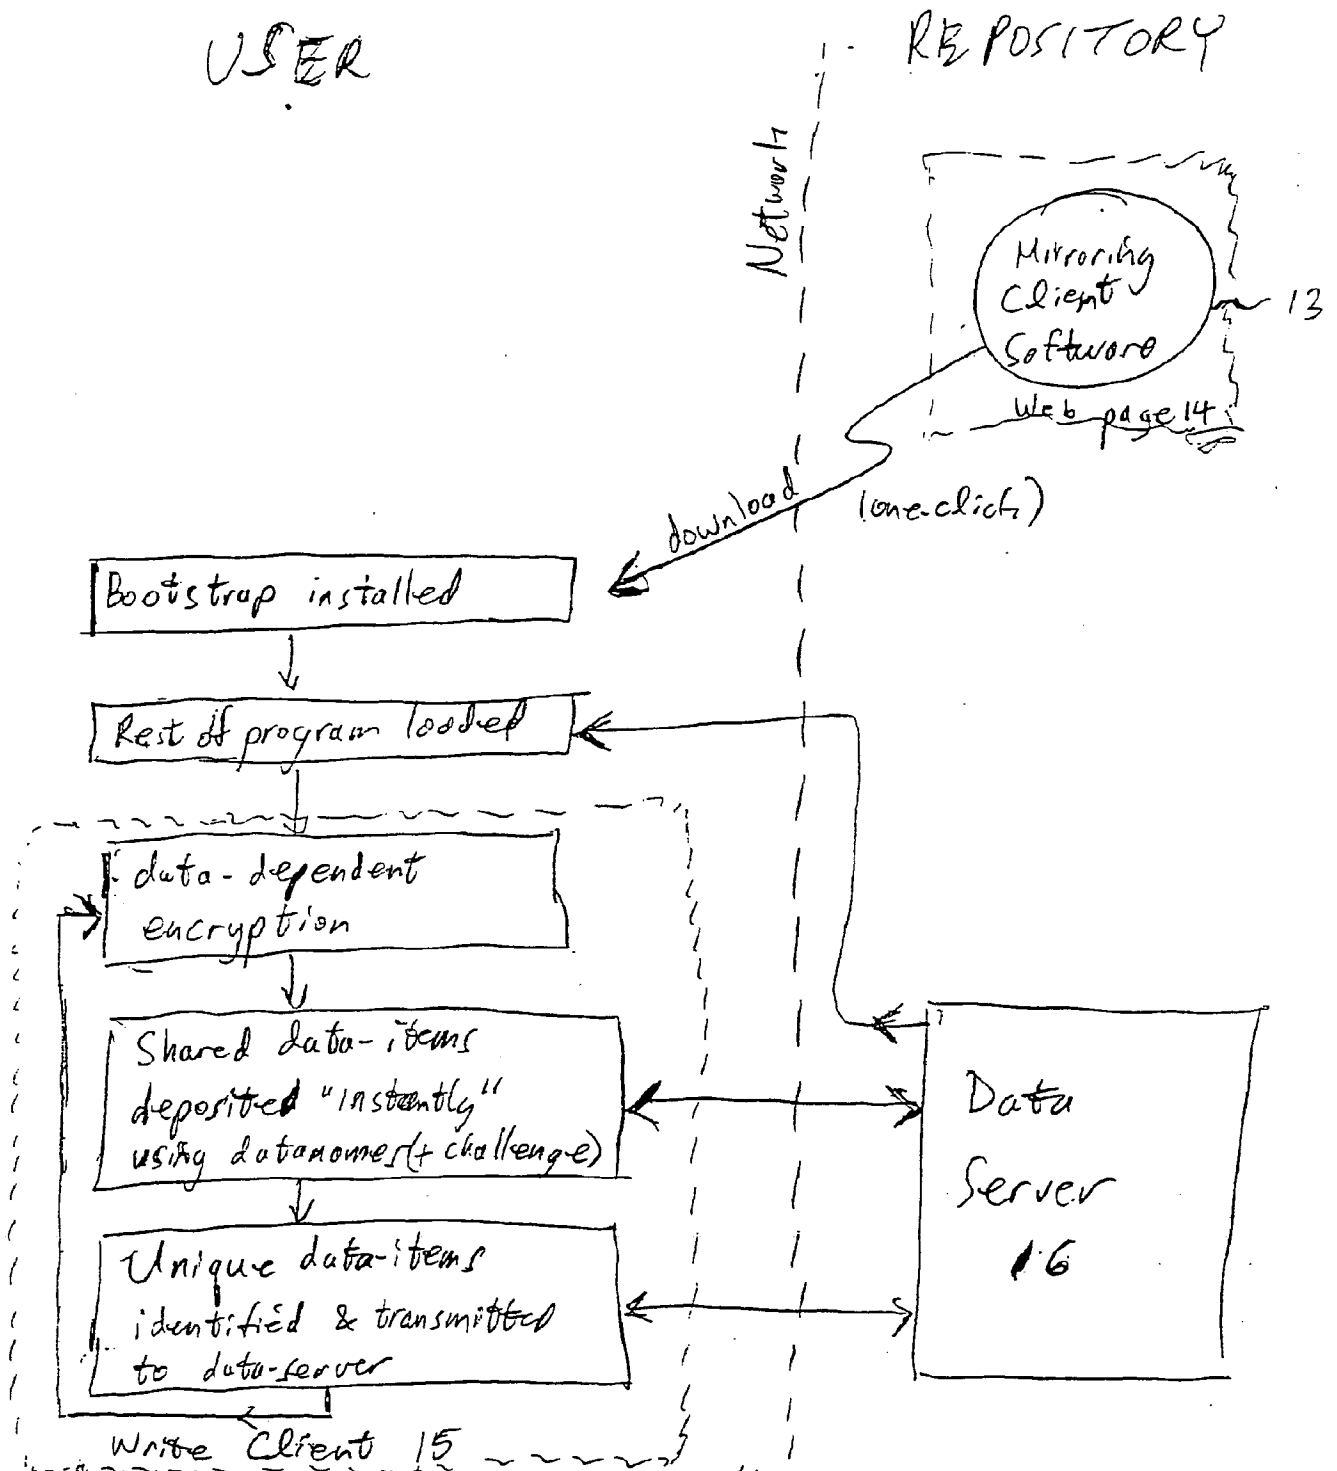 USER
REPOSITORY
Network
Mirroring
Client
Software
13
Web page 14
download
(one-click)
Bootstrap installed
Rest of program loaded
data-dependent
encryption
Shared data-items
deposited "instantly"
using datanames (+ challenge)
Unique data-items
identified & transmitted
to data-server
Write Client 15
Data
Server
16